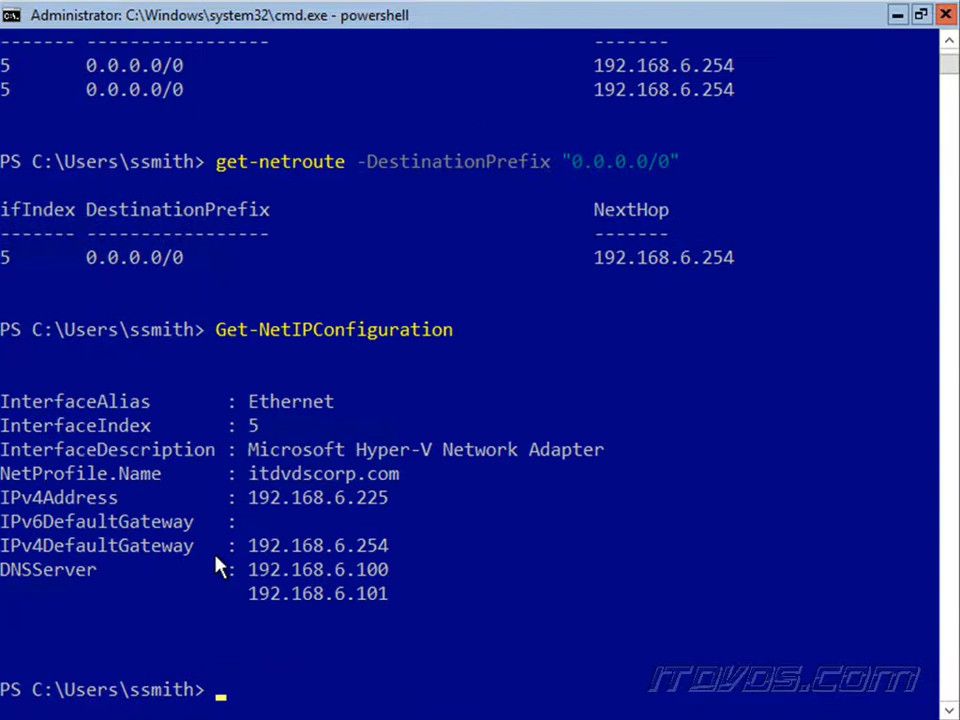 Administrator: C:\Windows\system32\cmd.exe - powershell
------- ----------------- -------
5 0.0.0.0/0 192.168.6.254
5 0.0.0.0/0 192.168.6.254
PS C:\Users\ssmith> get-netroute -DestinationPrefix "0.0.0.0/0"
ifIndex DestinationPrefix NextHop
------- ----------------- -------
5 0.0.0.0/0 192.168.6.254
PS C:\Users\ssmith> Get-NetIPConfiguration
InterfaceAlias : Ethernet
InterfaceIndex : 5
InterfaceDescription : Microsoft Hyper-V Network Adapter
NetProfile.Name : itdvdscorp.com
IPv4Address : 192.168.6.225
IPv6DefaultGateway :
IPv4DefaultGateway : 192.168.6.254
DNSServer : 192.168.6.100
192.168.6.101
PS C:\Users\ssmith>
ITDVDS.COM